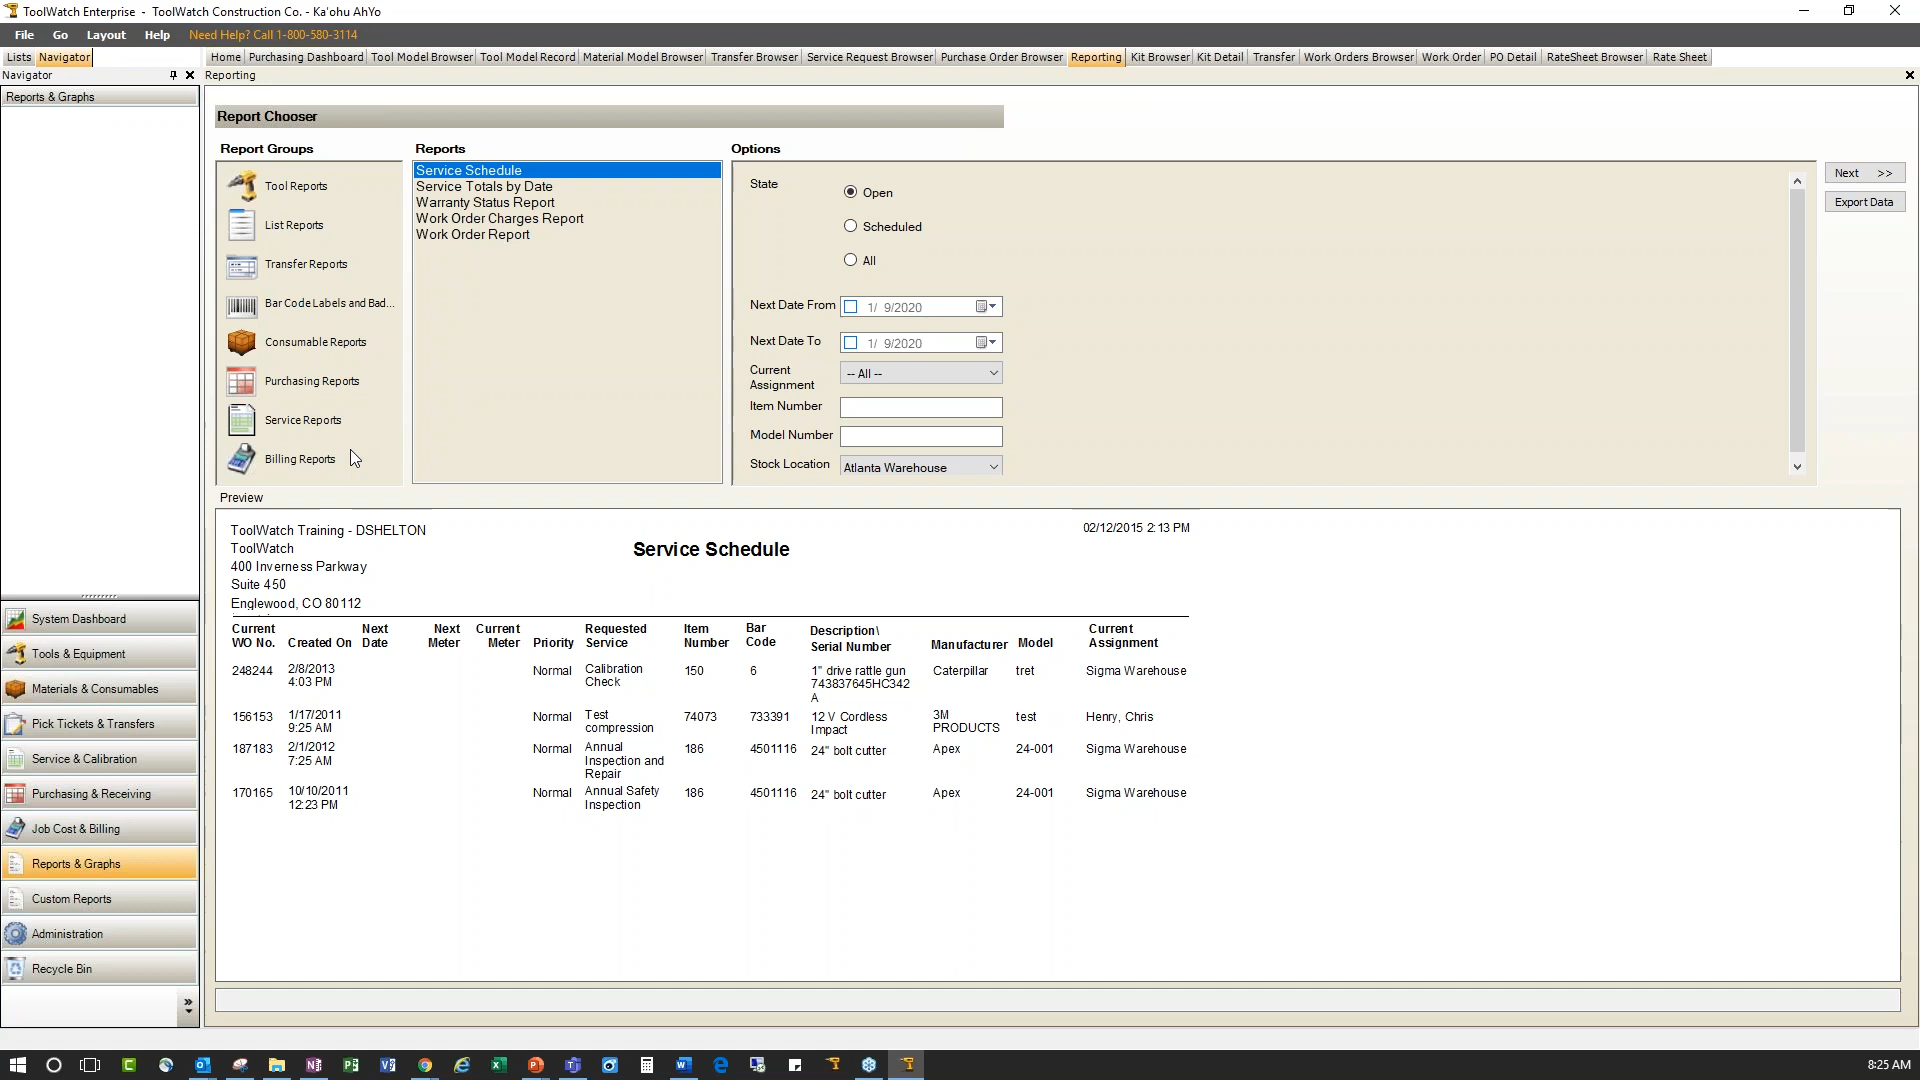 ToolWatch Enterprise - ToolWatch Construction Co. - Ka'ohu AhYo
File Go Layout Help Need Help? Call 1-800-580-3114
Lists Navigator Home Purchasing Dashboard Tool Model Browser Tool Model Record Material Model Browser Transfer Browser Service Request Browser Purchase Order Browser Reporting Kit Browser Kit Detail Transfer Work Orders Browser Work Order PO Detail RateSheet Browser Rate Sheet
Navigator Reporting
Reports & Graphs
System Dashboard
Tools & Equipment
Materials & Consumables
Pick Tickets & Transfers
Service & Calibration
Purchasing & Receiving
Job Cost & Billing
Reports & Graphs
Custom Reports
Administration
Recycle Bin
Report Chooser
Report Groups
Tool Reports
List Reports
Transfer Reports
Bar Code Labels and Bad...
Consumable Reports
Purchasing Reports
Service Reports
Billing Reports
Reports
Service Schedule
Service Totals by Date
Warranty Status Report
Work Order Charges Report
Work Order Report
Options
State
Open
Scheduled
All
Next Date From 1/ 9/2020
Next Date To 1/ 9/2020
Current
Assignment
-- All --
Item Number
Model Number
Stock Location Atlanta Warehouse
Next >>
Export Data
Preview
ToolWatch Training - DSHELTON
ToolWatch
400 Inverness Parkway
Suite 450
Englewood, CO 80112
Service Schedule
02/12/2015 2:13 PM
Current Next Next Current Requested Item Bar Description\ Current
WO No. Created On Date Meter Meter Priority Service Number Code Serial Number Manufacturer Model Assignment
248244 2/8/2013 Normal Calibration 150 6 1" drive rattle gun Caterpillar tret Sigma Warehouse
4:03 PM Check 743837645HC342
A
156153 1/17/2011 Normal Test 74073 733391 12 V Cordless 3M test Henry, Chris
9:25 AM compression Impact PRODUCTS
187183 2/1/2012 Normal Annual 186 4501116 24" bolt cutter Apex 24-001 Sigma Warehouse
7:25 AM Inspection and
Repair
170165 10/10/2011 Normal Annual Safety 186 4501116 24" bolt cutter Apex 24-001 Sigma Warehouse
12:23 PM Inspection
8:25 AM